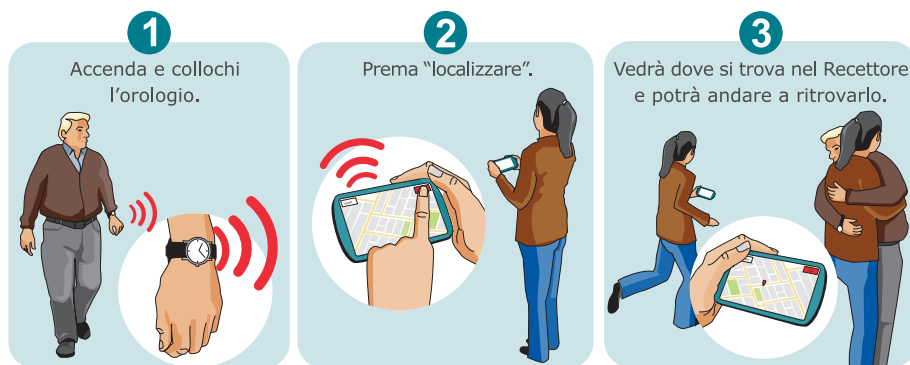 1
Accenda e collochi
l'orologio.
2
Prema “localizzare”.
3
Vedrà dove si trova nel Recettore
e potrà andare a ritrovarlo.